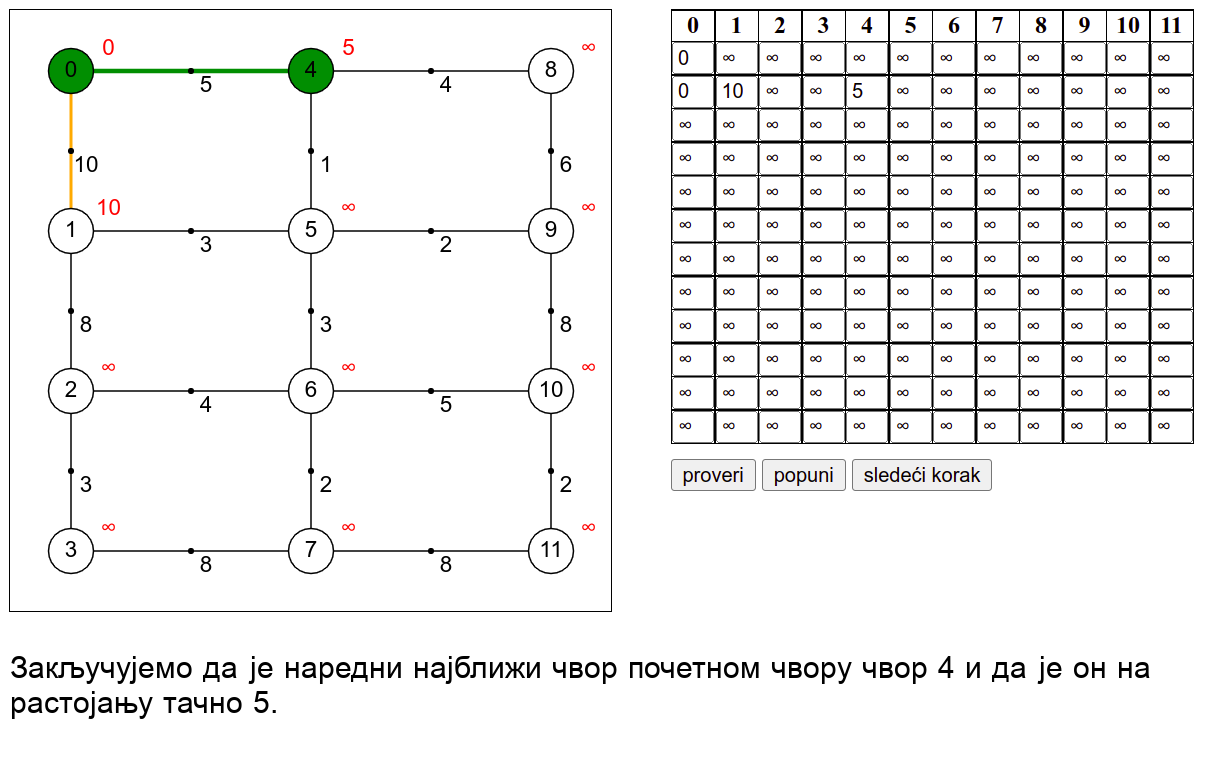 0 0 5 4 5 4 8 ∞
10 1 6
1 10 3 5 ∞ 2 9 ∞
8 3 8
2 ∞ 4 6 ∞ 5 10 ∞
3 2 2
3 ∞ 8 7 ∞ 8 11 ∞
0 1 2 3 4 5 6 7 8 9 10 11
0 ∞ ∞ ∞ ∞ ∞ ∞ ∞ ∞ ∞ ∞ ∞
0 10 ∞ ∞ 5 ∞ ∞ ∞ ∞ ∞ ∞ ∞
∞ ∞ ∞ ∞ ∞ ∞ ∞ ∞ ∞ ∞ ∞ ∞
∞ ∞ ∞ ∞ ∞ ∞ ∞ ∞ ∞ ∞ ∞ ∞
∞ ∞ ∞ ∞ ∞ ∞ ∞ ∞ ∞ ∞ ∞ ∞
∞ ∞ ∞ ∞ ∞ ∞ ∞ ∞ ∞ ∞ ∞ ∞
∞ ∞ ∞ ∞ ∞ ∞ ∞ ∞ ∞ ∞ ∞ ∞
∞ ∞ ∞ ∞ ∞ ∞ ∞ ∞ ∞ ∞ ∞ ∞
∞ ∞ ∞ ∞ ∞ ∞ ∞ ∞ ∞ ∞ ∞ ∞
∞ ∞ ∞ ∞ ∞ ∞ ∞ ∞ ∞ ∞ ∞ ∞
∞ ∞ ∞ ∞ ∞ ∞ ∞ ∞ ∞ ∞ ∞ ∞
∞ ∞ ∞ ∞ ∞ ∞ ∞ ∞ ∞ ∞ ∞ ∞
proveri popuni sledeći korak
Закључујемо да је наредни најближи чвор почетном чвору чвор 4 и да је он на
растојању тачно 5.